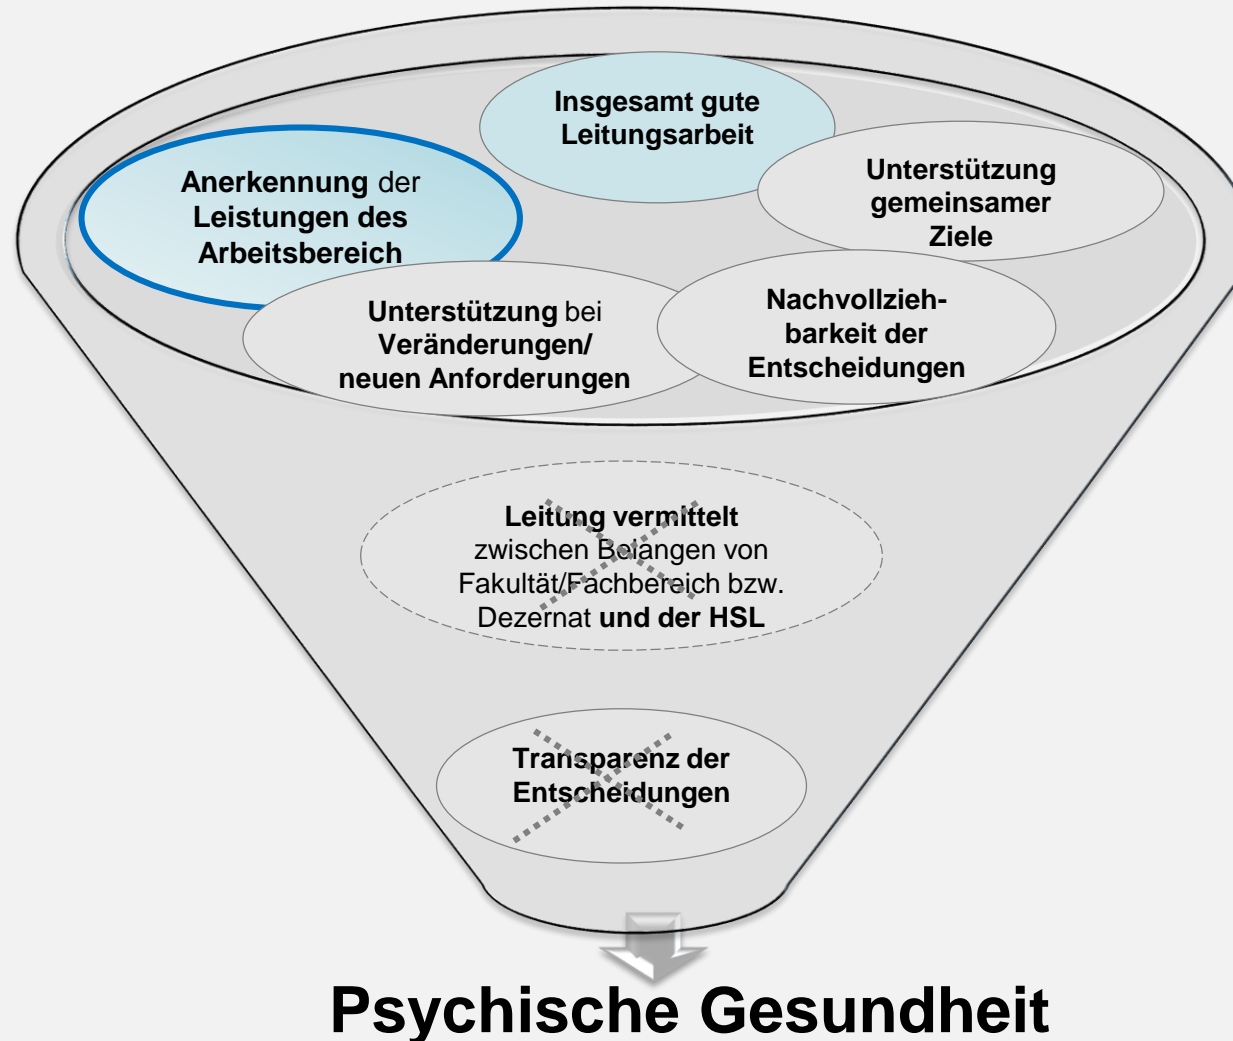 Insgesamt gute
Leitungsarbeit
Anerkennung der
Leistungen des
Arbeitsbereich
Unterstützung
gemeinsamer
Ziele
Unterstützung bei
Veränderungen/
neuen Anforderungen
Nachvollzieh-
barkeit der
Entscheidungen
Leitung vermittelt
zwischen Belangen von
Fakultät/Fachbereich bzw.
Dezernat und der HSL
Transparenz der
Entscheidungen
Psychische Gesundheit